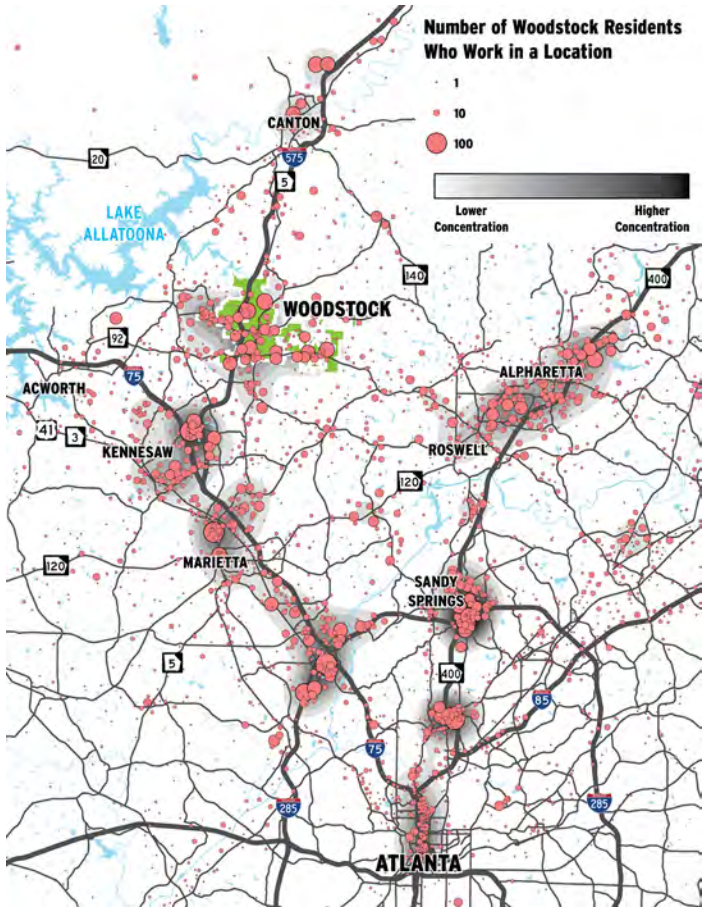 Number of Woodstock Residents
Who Work in a Location
1
10
100
Lower
Concentration
Higher
Concentration
CANTON
20
575
5
LAKE
ALLATOONA
140
400
WOODSTOCK
92
ALPHARETTA
75
ACWORTH
41
3
KENNESAW
ROSWELL
120
MARIETTA
120
SANDY
SPRINGS
5
400
85
75
285
285
ATLANTA